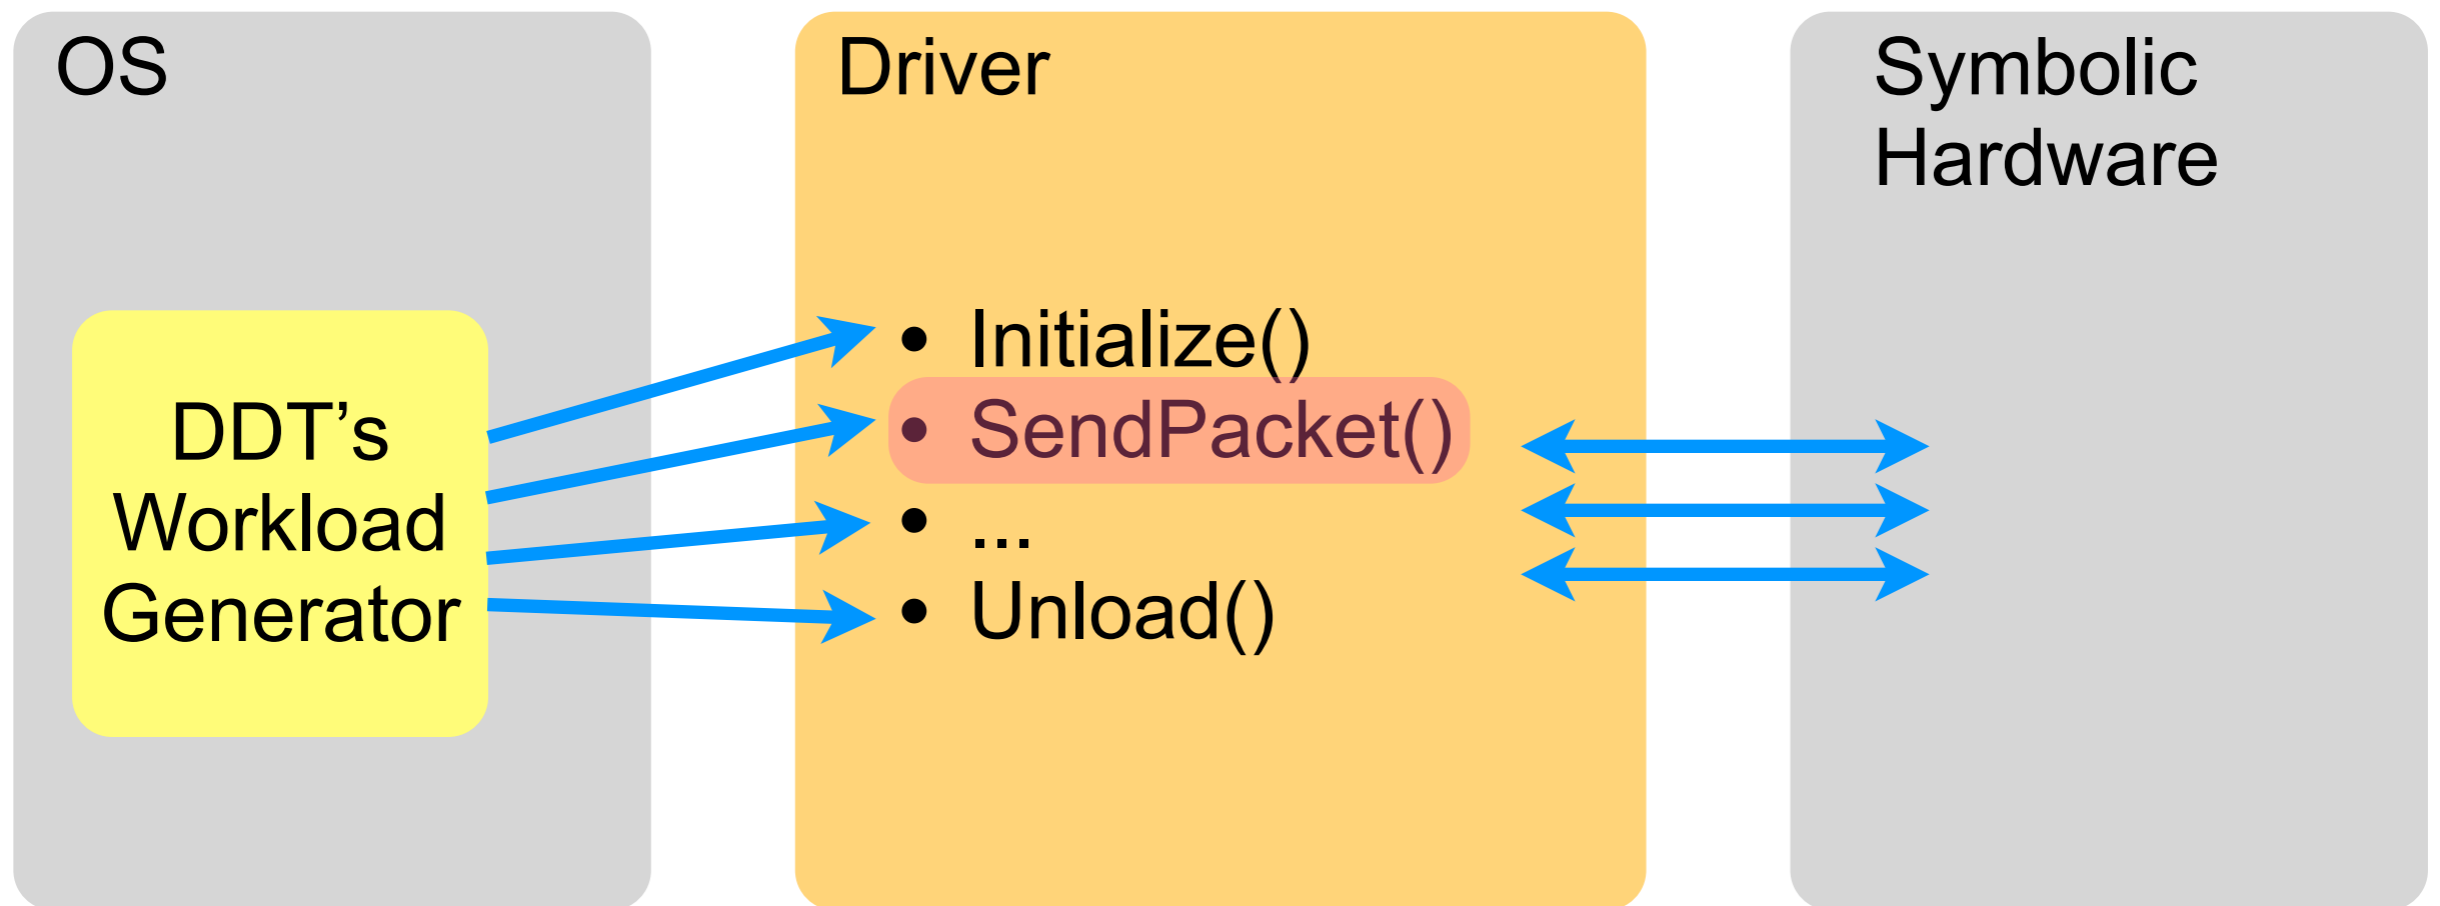 OS
DDT’s
Workload
Generator
Driver
• Initialize()
• SendPacket()
• ...
• Unload()
Symbolic
Hardware